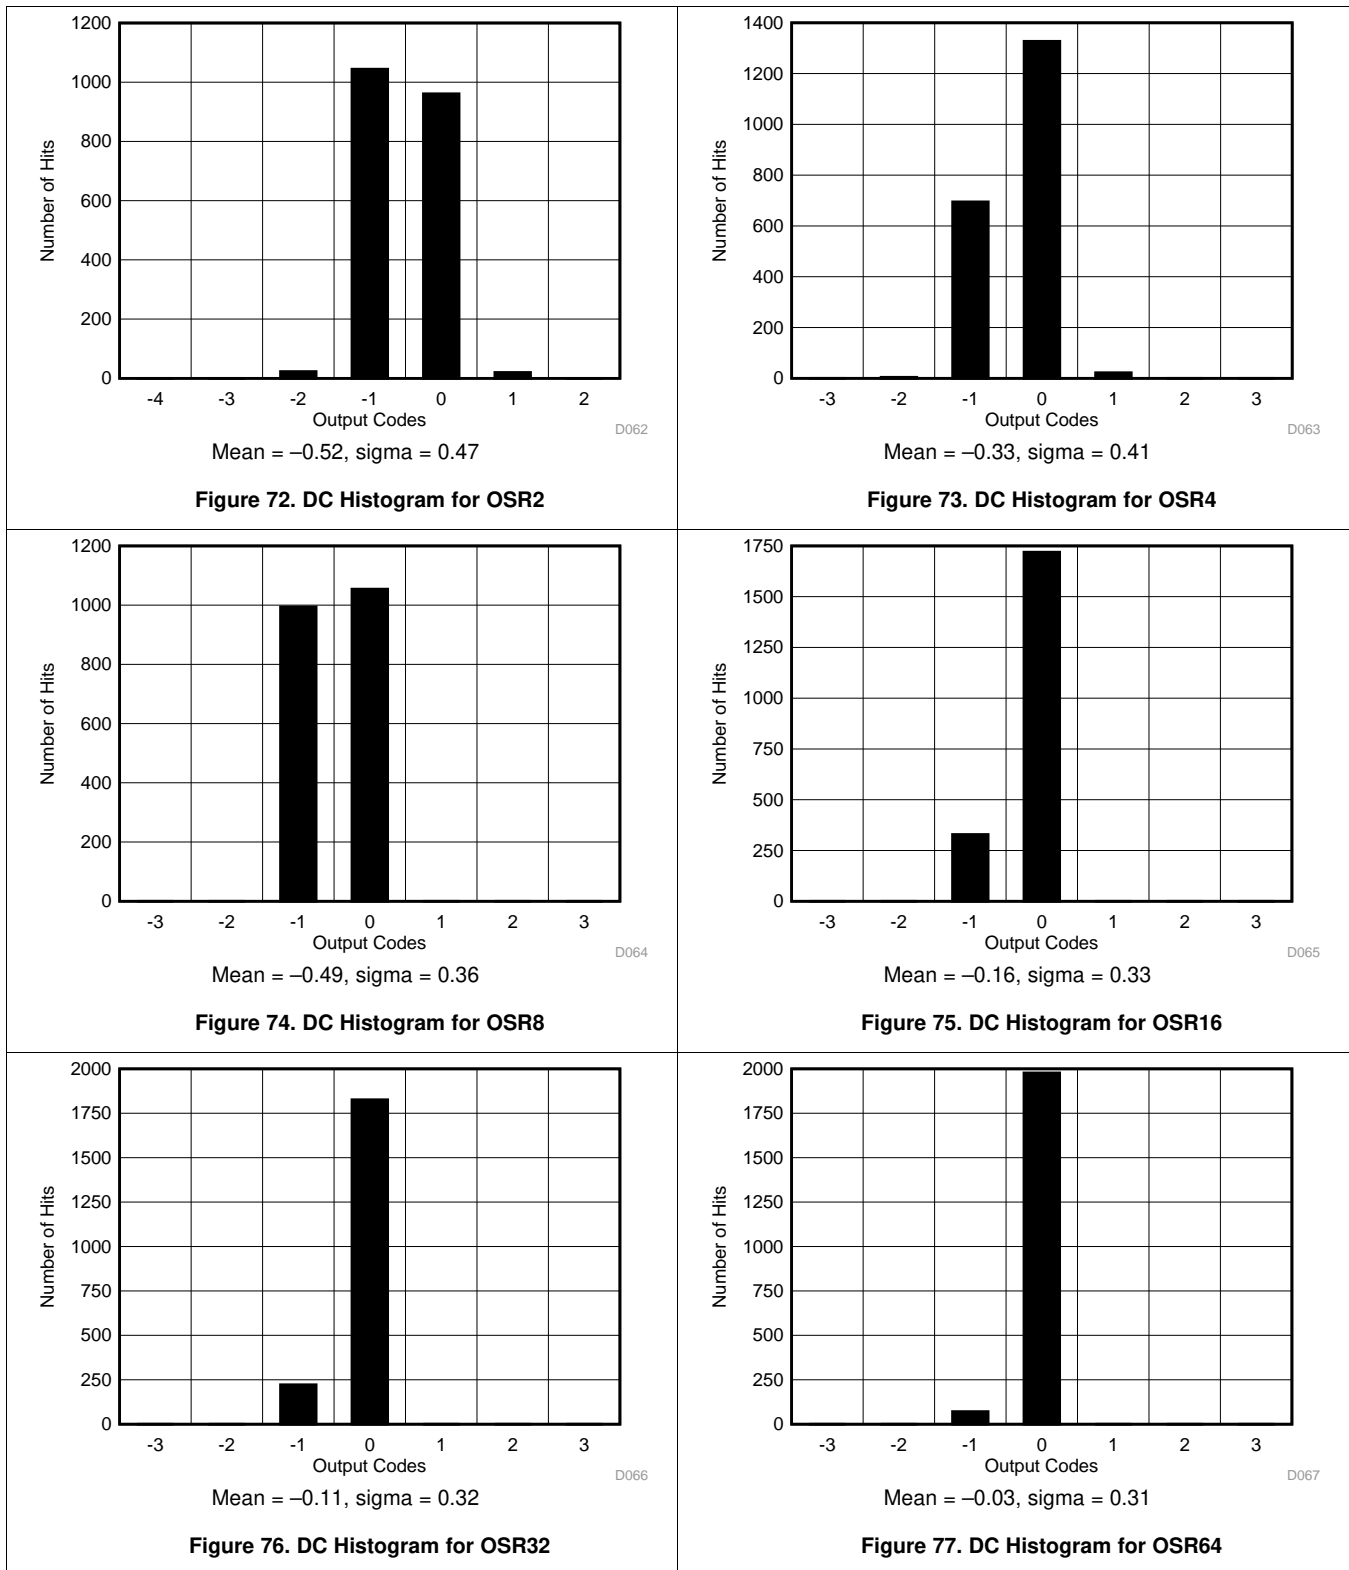 1200
1000
800
600
400
200
0
Number of Hits
-4 -3 -2 -1 0 1 2
Output Codes
D062
Mean = –0.52, sigma = 0.47
Figure 72. DC Histogram for OSR2
1400
1200
1000
800
600
400
200
0
Number of Hits
-3 -2 -1 0 1 2 3
Output Codes
D063
Mean = –0.33, sigma = 0.41
Figure 73. DC Histogram for OSR4
1200
1000
800
600
400
200
0
Number of Hits
-3 -2 -1 0 1 2 3
Output Codes
D064
Mean = –0.49, sigma = 0.36
Figure 74. DC Histogram for OSR8
1750
1500
1250
1000
750
500
250
0
Number of Hits
-3 -2 -1 0 1 2 3
Output Codes
D065
Mean = –0.16, sigma = 0.33
Figure 75. DC Histogram for OSR16
2000
1750
1500
1250
1000
750
500
250
0
Number of Hits
-3 -2 -1 0 1 2 3
Output Codes
D066
Mean = –0.11, sigma = 0.32
Figure 76. DC Histogram for OSR32
2000
1750
1500
1250
1000
750
500
250
0
Number of Hits
-3 -2 -1 0 1 2 3
Output Codes
D067
Mean = –0.03, sigma = 0.31
Figure 77. DC Histogram for OSR64